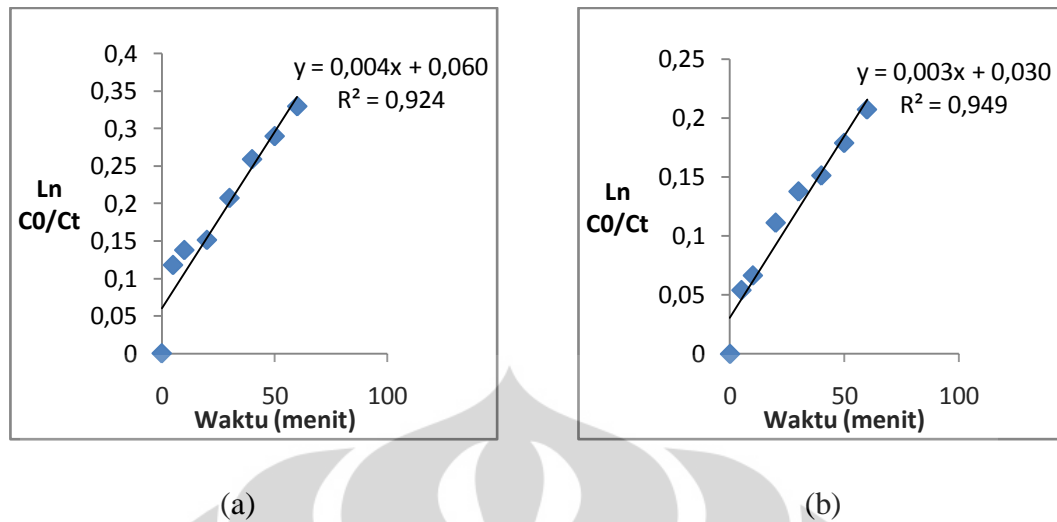 0,4
0,35
0,3
0,25
0,2
0,15
0,1
0,05
0
Ln
C0/Ct
y = 0,004x + 0,060
R² = 0,924
0 50 100
Waktu (menit)
(a)
0,25
0,2
0,15
0,1
0,05
0
Ln
C0/Ct
y = 0,003x + 0,030
R² = 0,949
0 50 100
Waktu (menit)
(b)